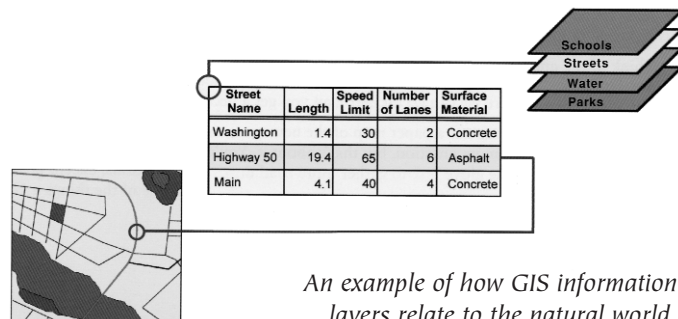 Schools
Streets
Water
Parks
Street Name Length Speed Limit Number of Lanes Surface Material
Washington 1.4 30 2 Concrete
Highway 50 19.4 65 6 Asphalt
Main 4.1 40 4 Concrete
An example of how GIS information
layers relate to the natural world